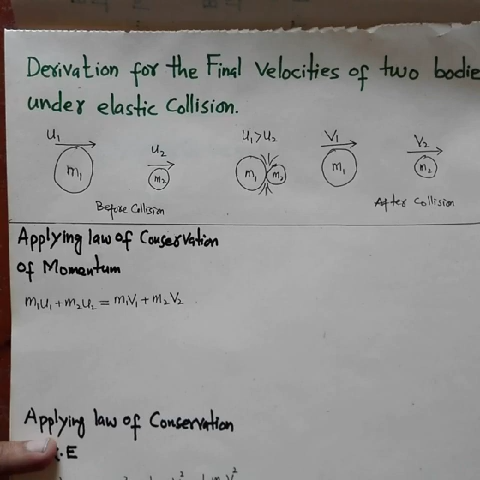 Derivation for the Final Velocities of two bodie
under elastic Collision.
U₁ U₂ U₁>U₂ V₁ V₂
m₁ m₂ m₁ m₂ m₁ m₂
Before Collision After Collision
Applying law of Conservation
of Momentum
m₁U₁ + m₂U₂ = m₁V₁ + m₂V₂
Applying law of Conservation
K.E